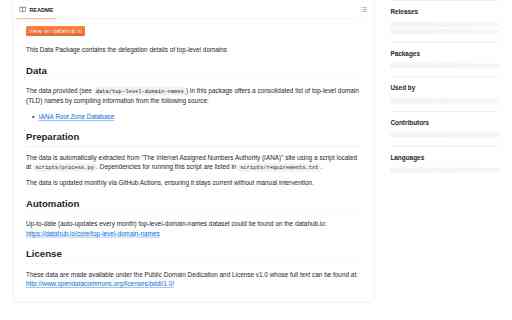 README
view on datahub.io
This Data Package contains the delegation details of top-level domains
Data
The data provided (see data/top-level-domain-names ) in this package offers a consolidated list of top-level domain
(TLD) names by compiling information from the following source:
IANA Root Zone Database
Preparation
The data is automatically extracted from "The Internet Assigned Numbers Authority (IANA)" site using a script located
at scripts/process.py . Dependencies for running this script are listed in scripts/requirements.txt .
The data is updated monthly via GitHub Actions, ensuring it stays current without manual intervention.
Automation
Up-to-date (auto-updates every month) top-level-domain-names dataset could be found on the datahub.io:
https://datahub.io/core/top-level-domain-names
License
These data are made available under the Public Domain Dedication and License v1.0 whose full text can be found at:
http://www.opendatacommons.org/licenses/pddl/1.0/
Releases
Packages
Used by
Contributors
Languages